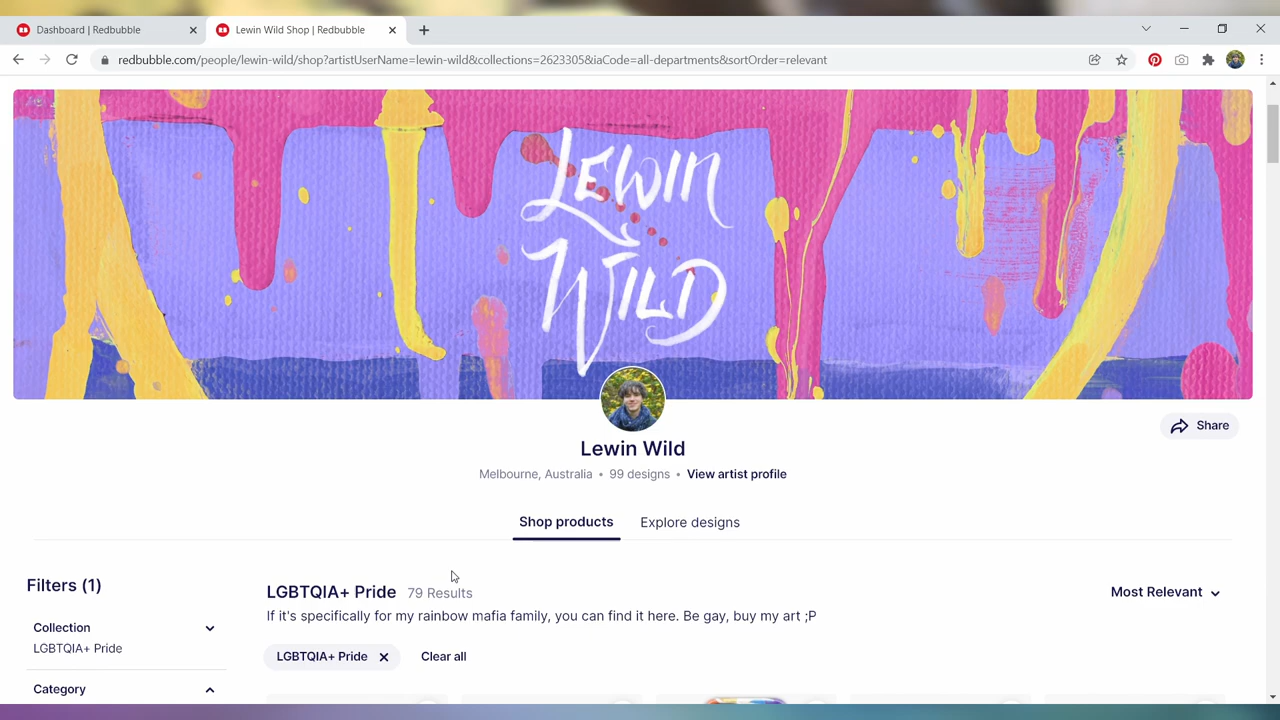 Dashboard | Redbubble
Lewin Wild Shop | Redbubble
redbubble.com/people/lewin-wild/shop?artistUserName=lewin-wild&collections=2623305&iaCode=all-departments&sortOrder=relevant
LEWIN
WILD
Share
Lewin Wild
Melbourne, Australia • 99 designs • View artist profile
Shop products Explore designs
Filters (1)
LGBTQIA+ Pride 79 Results
Most Relevant
If it's specifically for my rainbow mafia family, you can find it here. Be gay, buy my art ;P
Collection
LGBTQIA+ Pride
LGBTQIA+ Pride
Clear all
Category